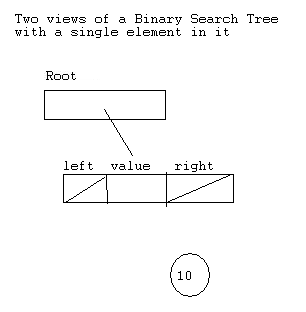 Two views of a Binary Search Tree
with a single element in it
Root
left value right
10